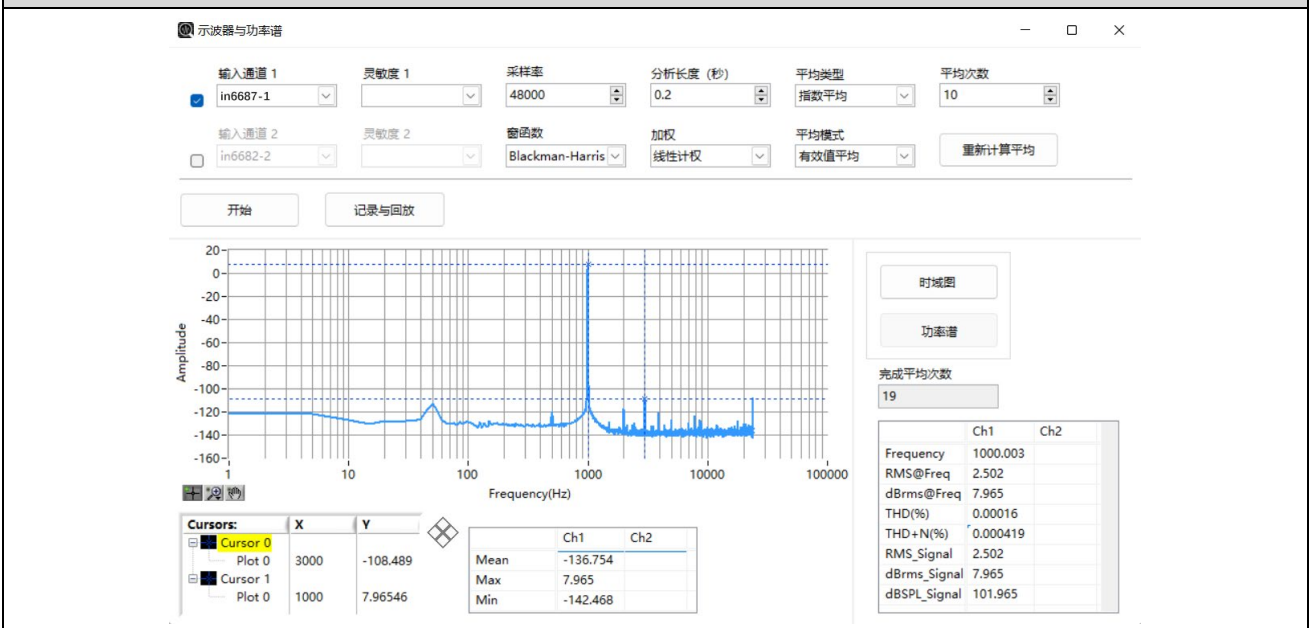 示波器与功率谱
输入通道 1 灵敏度 1 采样率 分析长度（秒） 平均类型 平均次数
in6687-1 48000 0.2 指数平均 10
输入通道 2 灵敏度 2 窗函数 加权 平均模式
in6682-2 Blackman-Harris 线性计权 有效值平均 重新计算平均
开始 记录与回放
20
0
-20
-40
-60
-80
-100
-120
-140
-160
Amplitude
1 10 100 1000 10000 100000
Frequency(Hz)
时域图
功率谱
完成平均次数
19
Cursors: X Y
Cursor 0
Plot 0 3000 -108.489
Cursor 1
Plot 0 1000 7.96546
Ch1 Ch2
Mean -136.754
Max 7.965
Min -142.468
Ch1 Ch2
Frequency 1000.003
RMS@Freq 2.502
dBrms@Freq 7.965
THD(%) 0.00016
THD+N(%) 0.000419
RMS_Signal 2.502
dBrms_Signal 7.965
dBSPL_Signal 101.965